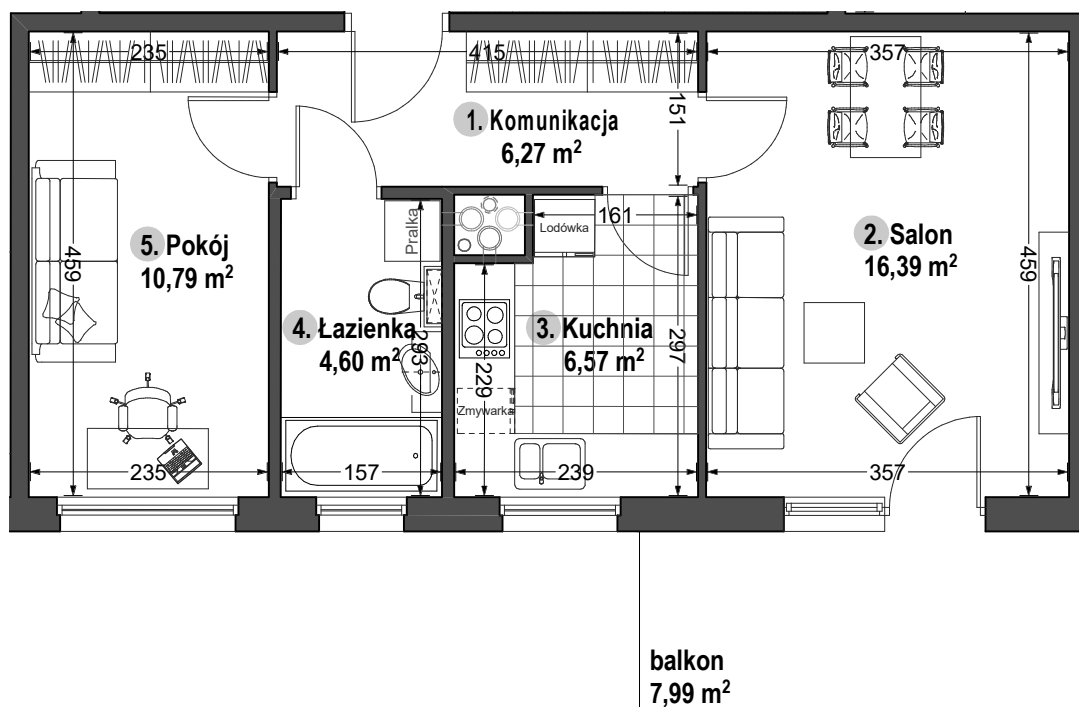 235
415
357
151
1. Komunikacja
6,27 m²
161
Lodówka
Pralka
5. Pokój
10,79 m²
459
2. Salon
16,39 m²
459
4. Łazienka
4,60 m²
293
3. Kuchnia
6,57 m²
297
229
Zmywarka
235
157
239
357
balkon
7,99 m²